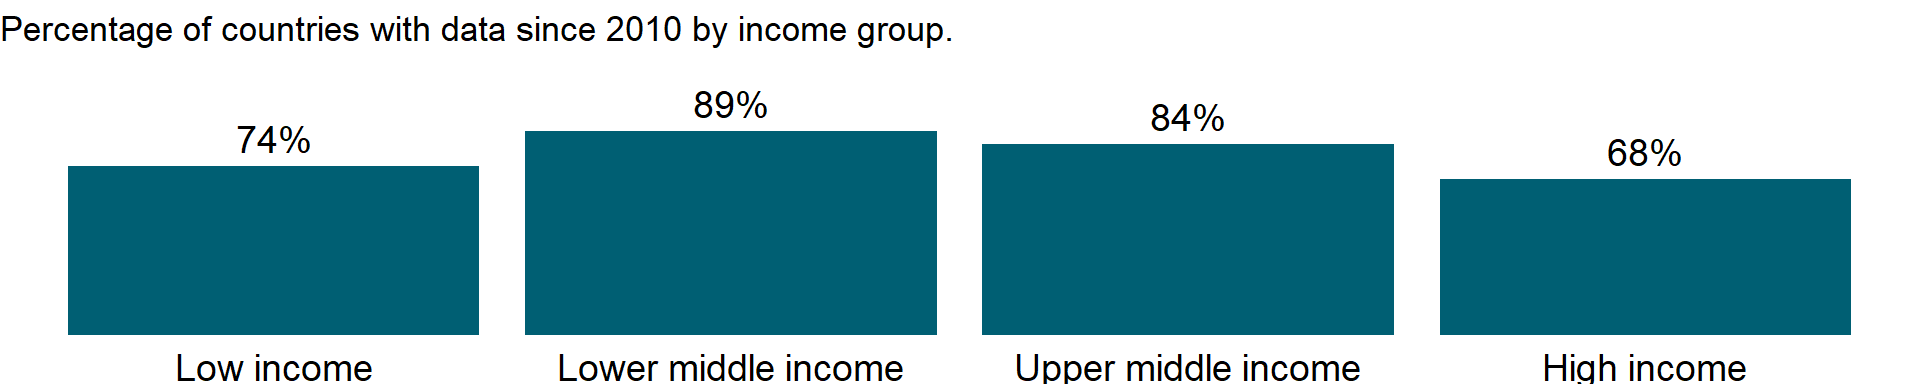 Percentage of countries with data since 2010 by income group.
74%
89%
84%
68%
Low income
Lower middle income
Upper middle income
High income